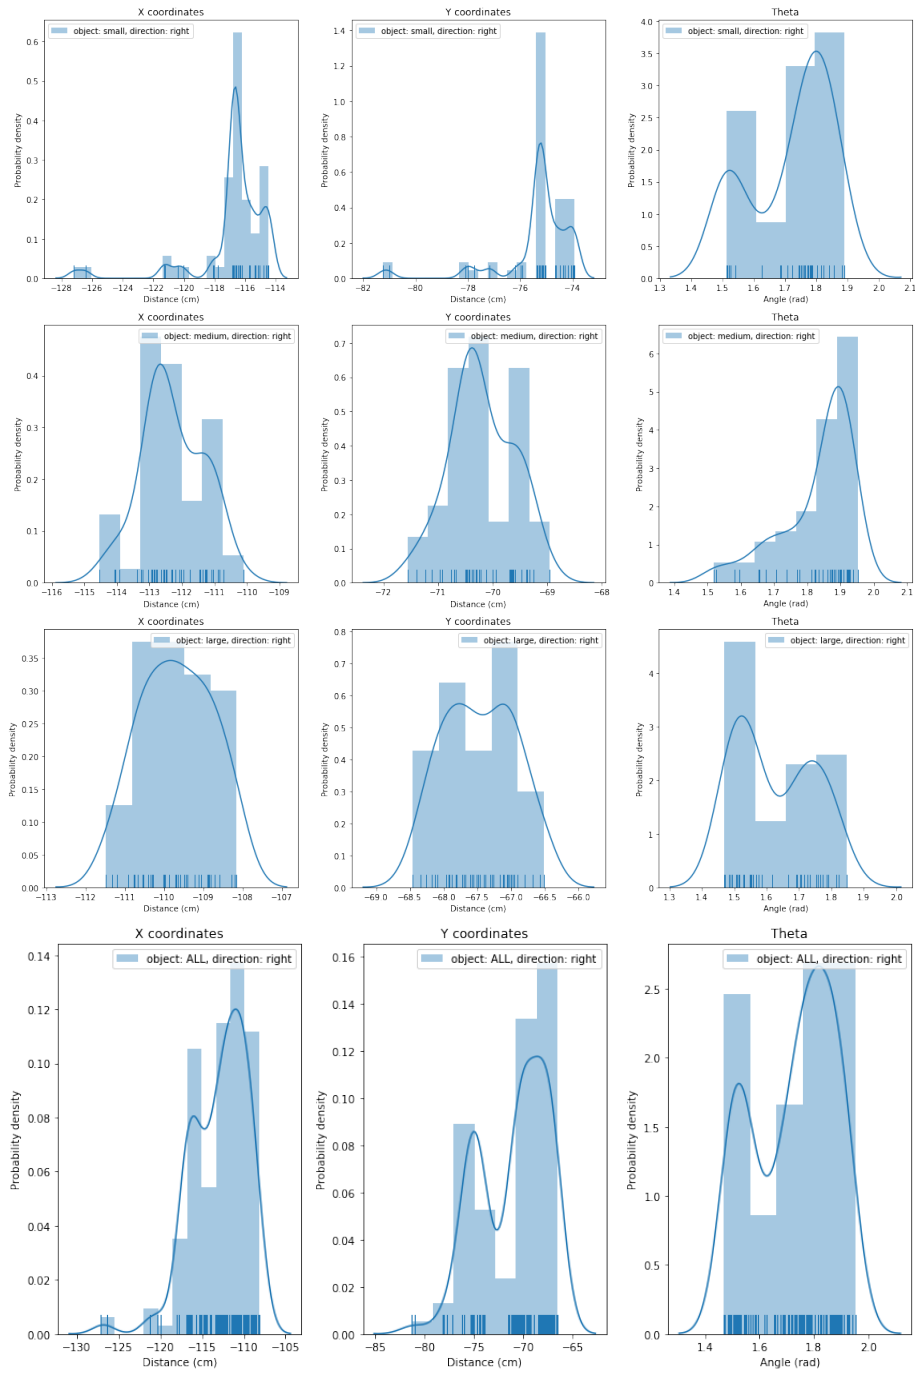 X coordinates
object: small, direction: right
Probability density
0.6
0.5
0.4
0.3
0.2
0.1
0.0
−128 −126 −124 −122 −120 −118 −116 −114
Distance (cm)
Y coordinates
object: small, direction: right
Probability density
1.4
1.2
1.0
0.8
0.6
0.4
0.2
0.0
−82 −80 −78 −76 −74
Distance (cm)
Theta
object: small, direction: right
Probability density
4.0
3.5
3.0
2.5
2.0
1.5
1.0
0.5
0.0
1.3 1.4 1.5 1.6 1.7 1.8 1.9 2.0 2.1
Angle (rad)
X coordinates
object: medium, direction: right
Probability density
0.4
0.3
0.2
0.1
0.0
−116 −115 −114 −113 −112 −111 −110 −109
Distance (cm)
Y coordinates
object: medium, direction: right
Probability density
0.7
0.6
0.5
0.4
0.3
0.2
0.1
0.0
−72 −71 −70 −69 −68
Distance (cm)
Theta
object: medium, direction: right
Probability density
6
5
4
3
2
1
0
1.4 1.5 1.6 1.7 1.8 1.9 2.0 2.1
Angle (rad)
X coordinates
object: large, direction: right
Probability density
0.35
0.30
0.25
0.20
0.15
0.10
0.05
0.00
−113 −112 −111 −110 −109 −108 −107
Distance (cm)
Y coordinates
object: large, direction: right
Probability density
0.8
0.7
0.6
0.5
0.4
0.3
0.2
0.1
0.0
−69.0 −68.5 −68.0 −67.5 −67.0 −66.5 −66.0
Distance (cm)
Theta
object: large, direction: right
Probability density
4
3
2
1
0
1.3 1.4 1.5 1.6 1.7 1.8 1.9 2.0
Angle (rad)
X coordinates
object: ALL, direction: right
Probability density
0.14
0.12
0.10
0.08
0.06
0.04
0.02
0.00
−130 −125 −120 −115 −110 −105
Distance (cm)
Y coordinates
object: ALL, direction: right
Probability density
0.16
0.14
0.12
0.10
0.08
0.06
0.04
0.02
0.00
−85 −80 −75 −70 −65
Distance (cm)
Theta
object: ALL, direction: right
Probability density
2.5
2.0
1.5
1.0
0.5
0.0
1.4 1.6 1.8 2.0
Angle (rad)